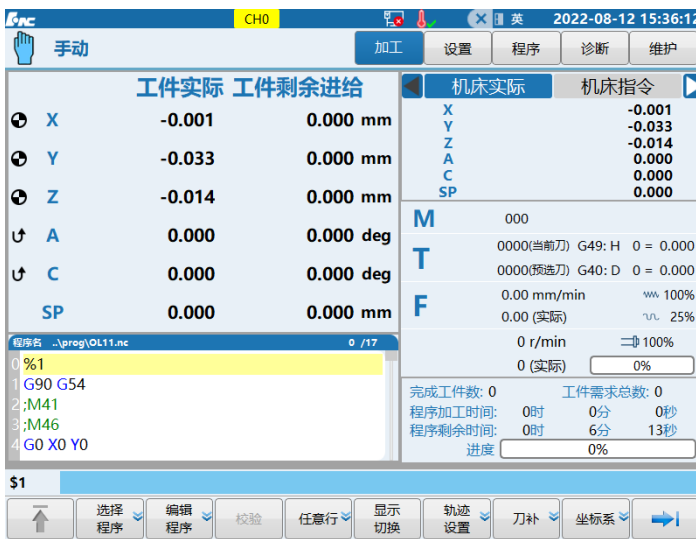 HNC CH0 英 2022-08-12 15:36:12
手动 加工 设置 程序 诊断 维护
工件实际 工件剩余进给
X -0.001 0.000 mm
Y -0.033 0.000 mm
Z -0.014 0.000 mm
A 0.000 0.000 deg
C 0.000 0.000 deg
SP 0.000 0.000 mm
机床实际 机床指令
X -0.001
Y -0.033
Z -0.014
A 0.000
C 0.000
SP 0.000
M 000
T 0000(当前刀) G49: H 0 = 0.000
0000(预选刀) G40: D 0 = 0.000
F 0.00 mm/min 100%
0.00 (实际) 25%
0 r/min 100%
0 (实际) 0%
程序名 ..\prog\OL11.nc 0 /17
0 %1
1 G90 G54
2 ;M41
3 ;M46
4 G0 X0 Y0
完成工件数: 0 工件需求总数: 0
程序加工时间: 0时 0分 0秒
程序剩余时间: 0时 6分 13秒
进度 0%
$1
选择程序 编辑程序 校验 任意行 显示切换 轨迹设置 刀补 坐标系